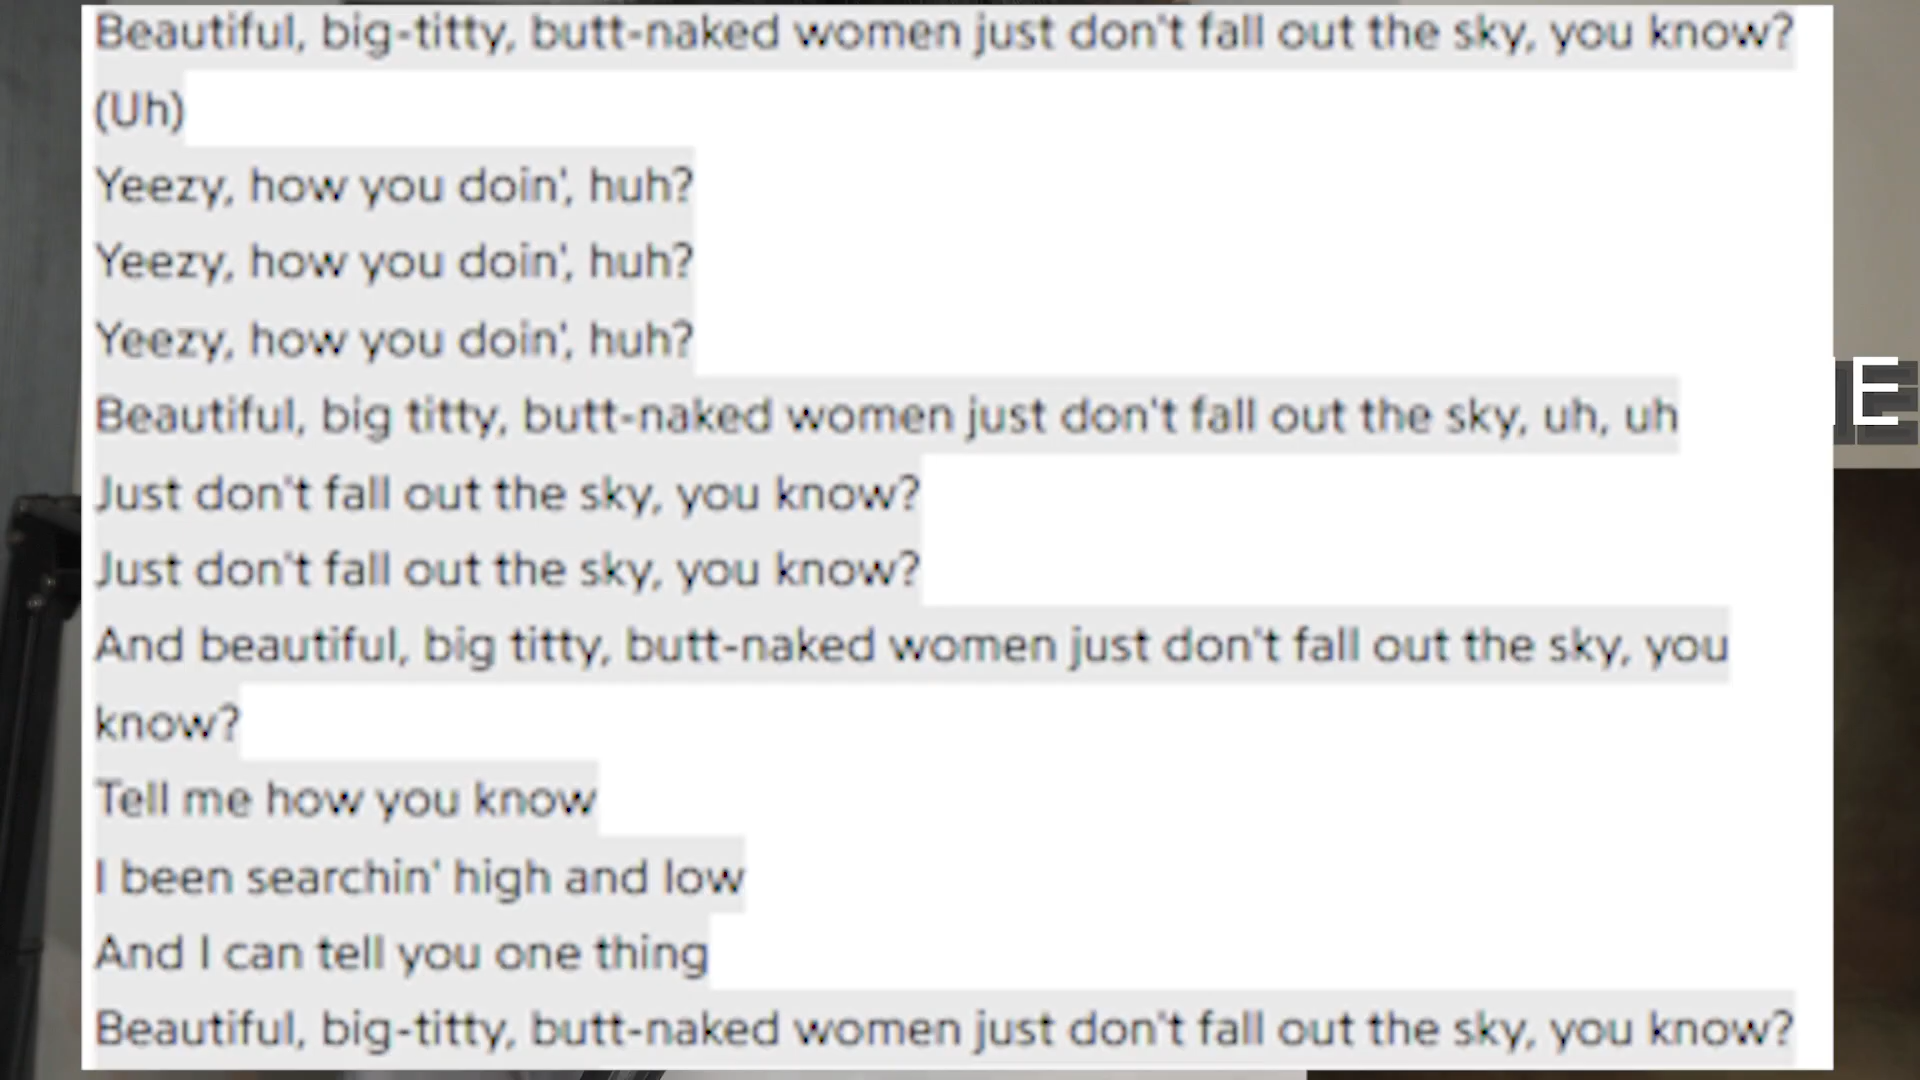 Beautiful, big-titty, butt-naked women just don't fall out the sky, you know?
(Uh)
Yeezy, how you doin', huh?
Yeezy, how you doin', huh?
Yeezy, how you doin', huh?
Beautiful, big titty, butt-naked women just don't fall out the sky, uh, uh
Just don't fall out the sky, you know?
Just don't fall out the sky, you know?
And beautiful, big titty, butt-naked women just don't fall out the sky, you
know?
Tell me how you know
I been searchin' high and low
And I can tell you one thing
Beautiful, big-titty, butt-naked women just don't fall out the sky, you know?
E